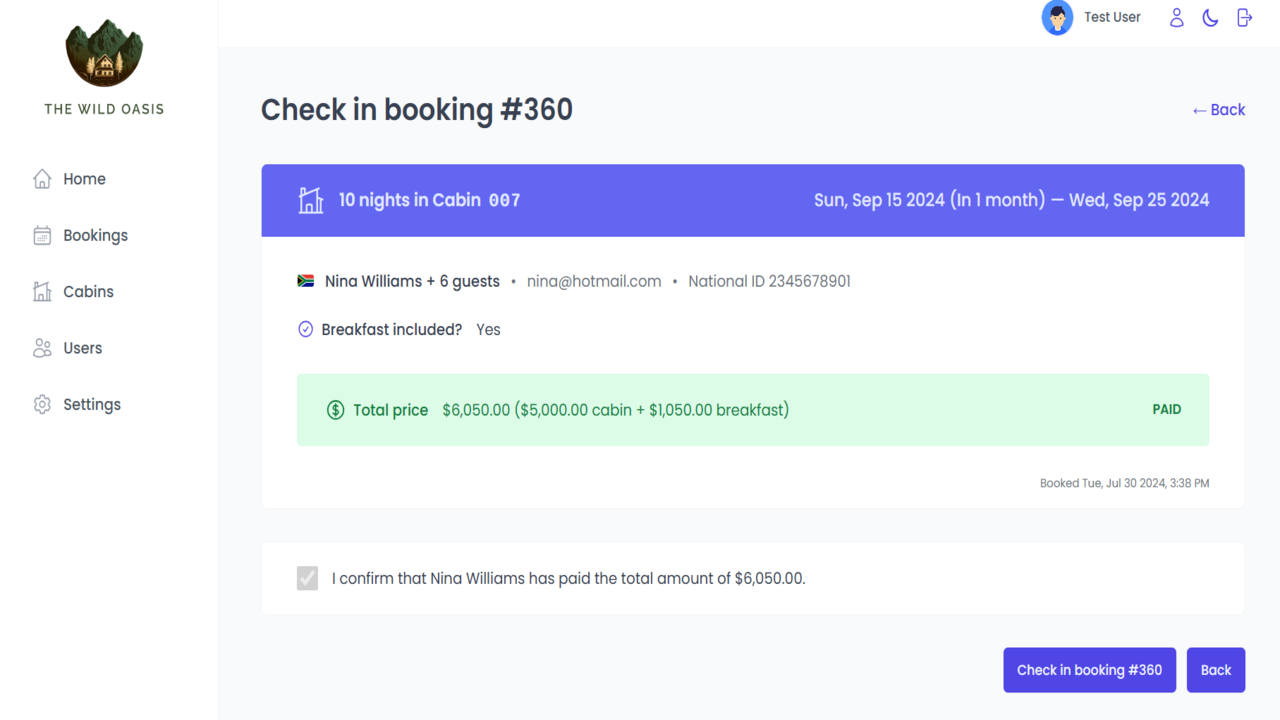 THE WILD OASIS
Home
Bookings
Cabins
Users
Settings
Test User
Check in booking #360
← Back
10 nights in Cabin 007
Sun, Sep 15 2024 (In 1 month) — Wed, Sep 25 2024
Nina Williams + 6 guests • nina@hotmail.com • National ID 2345678901
Breakfast included? Yes
Total price $6,050.00 ($5,000.00 cabin + $1,050.00 breakfast)
PAID
Booked Tue, Jul 30 2024, 3:38 PM
I confirm that Nina Williams has paid the total amount of $6,050.00.
Check in booking #360
Back